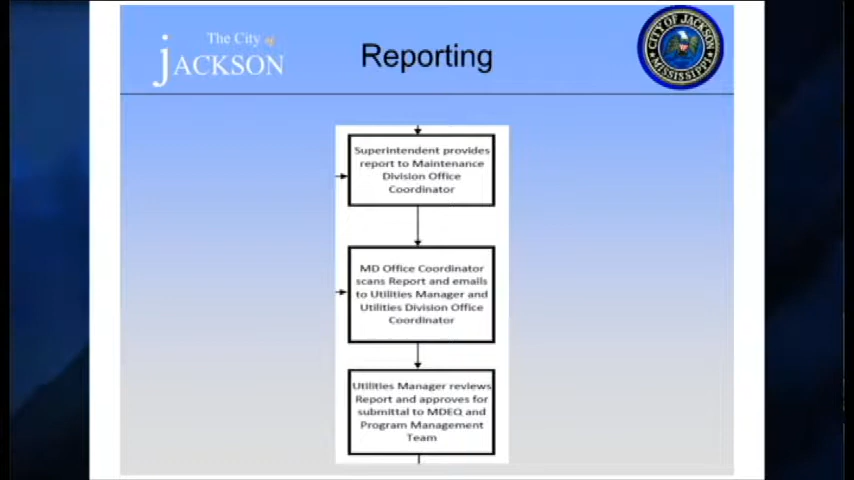 The City of
JACKSON
Reporting
CITY OF JACKSON
MISSISSIPPI
Superintendent provides
report to Maintenance
Division Office
Coordinator
MD Office Coordinator
scans Report and emails
to Utilities Manager and
Utilities Division Office
Coordinator
Utilities Manager reviews
Report and approves for
submittal to MDEQ and
Program Management
Team